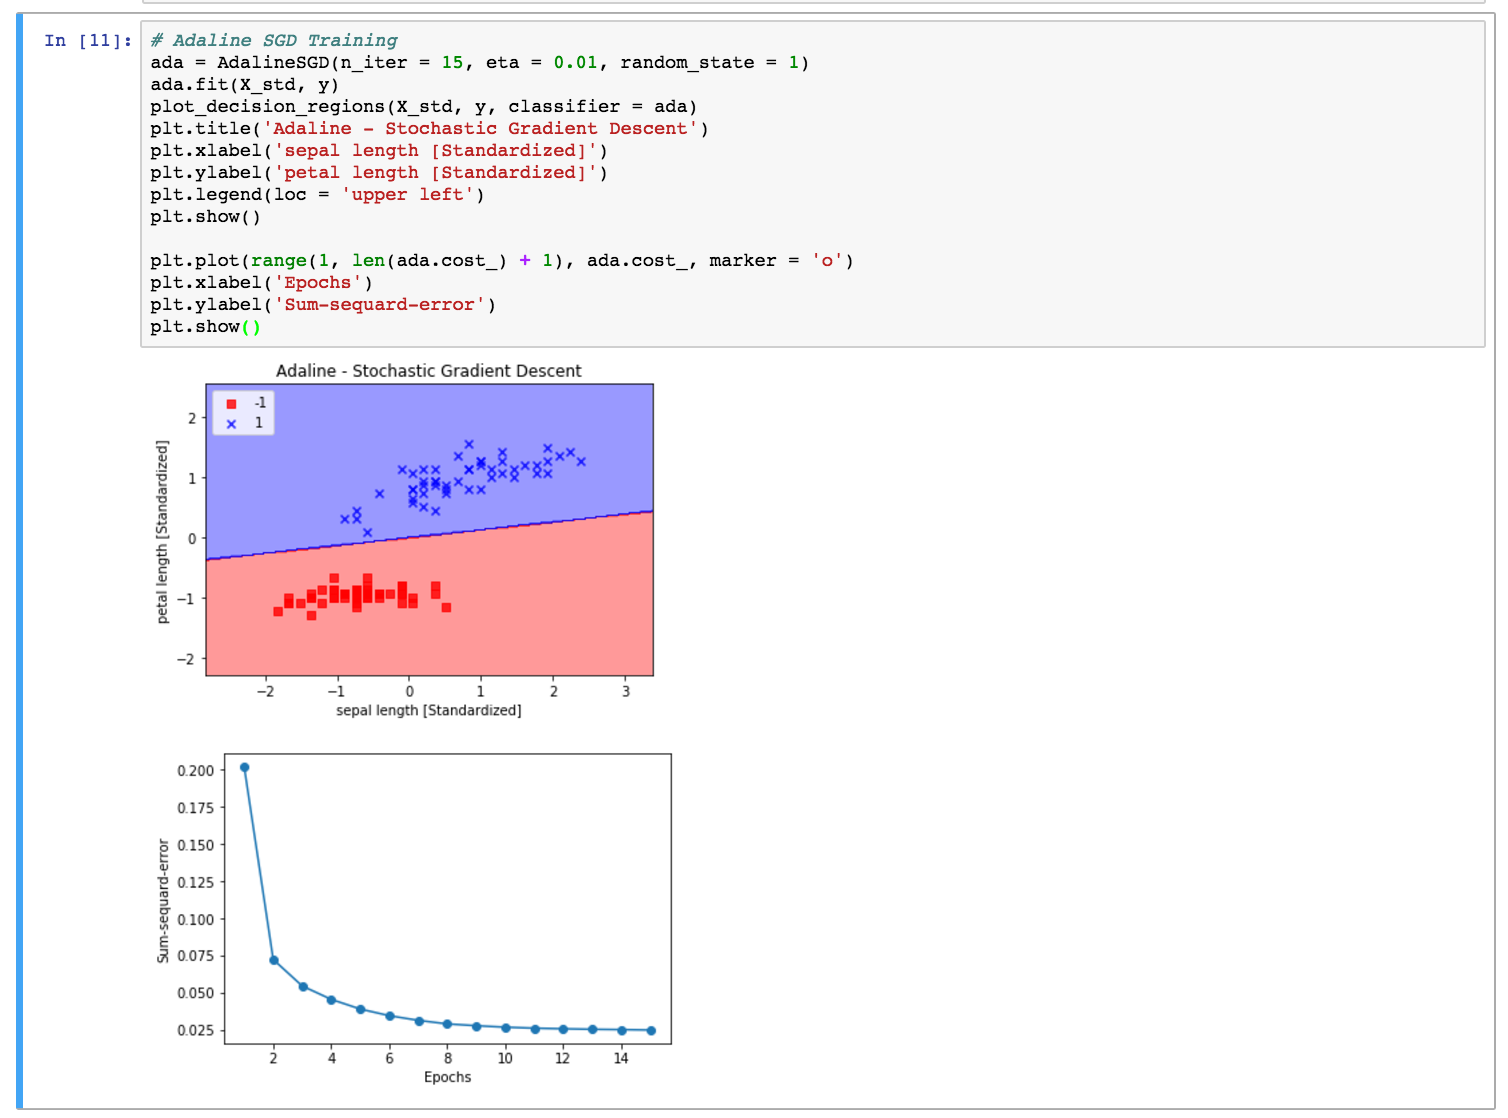 In [11]:
# Adaline SGD Training
ada = AdalineSGD(n_iter = 15, eta = 0.01, random_state = 1)
ada.fit(X_std, y)
plot_decision_regions(X_std, y, classifier = ada)
plt.title('Adaline - Stochastic Gradient Descent')
plt.xlabel('sepal length [Standardized]')
plt.ylabel('petal length [Standardized]')
plt.legend(loc = 'upper left')
plt.show()
plt.plot(range(1, len(ada.cost_) + 1), ada.cost_, marker = 'o')
plt.xlabel('Epochs')
plt.ylabel('Sum-sequard-error')
plt.show()
Adaline - Stochastic Gradient Descent
-1
1
petal length [Standardized]
2
1
0
−1
−2
−2 −1 0 1 2 3
sepal length [Standardized]
Sum-sequard-error
0.200
0.175
0.150
0.125
0.100
0.075
0.050
0.025
2 4 6 8 10 12 14
Epochs